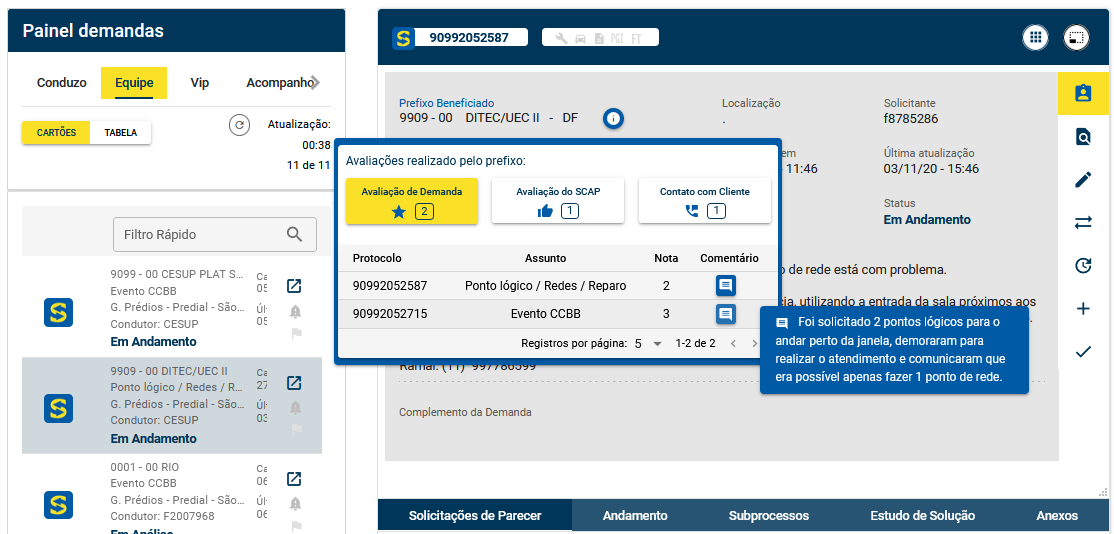 Painel demandas
Conduzo
Equipe
Vip
Acompanho
CARTÕES
TABELA
Atualização:
00:38
11 de 11
Filtro Rápido
9099 - 00 CESUP PLAT S...
Evento CCBB
G. Prédios - Predial - São...
Condutor: CESUP
Em Andamento
9909 - 00 DITEC/UEC II
Ponto lógico / Redes / R...
G. Prédios - Predial - São...
Condutor: CESUP
Em Andamento
0001 - 00 RIO
Evento CCBB
G. Prédios - Predial - São...
Condutor: F2007968
Em Análise
90992052587
PGI FT
Prefixo Beneficiado
9909 - 00 DITEC/UEC II - DF
Localização
.
Solicitante
f8785286
em
- 11:46
Última atualização
03/11/20 - 15:46
Status
Em Andamento
Avaliações realizado pelo prefixo:
Avaliação de Demanda
2
Avaliação do SCAP
1
Contato com Cliente
1
Protocolo Assunto Nota Comentário
90992052587 Ponto lógico / Redes / Reparo 2
90992052715 Evento CCBB 3
Registros por página: 5 1-2 de 2
o de rede está com problema.
cia, utilizando a entrada da sala próximos aos
Foi solicitado 2 pontos lógicos para o
andar perto da janela, demoraram para
realizar o atendimento e comunicaram que
era possível apenas fazer 1 ponto de rede.
Ramal: (11) 997786599
Complemento da Demanda
Solicitações de Parecer
Andamento
Subprocessos
Estudo de Solução
Anexos